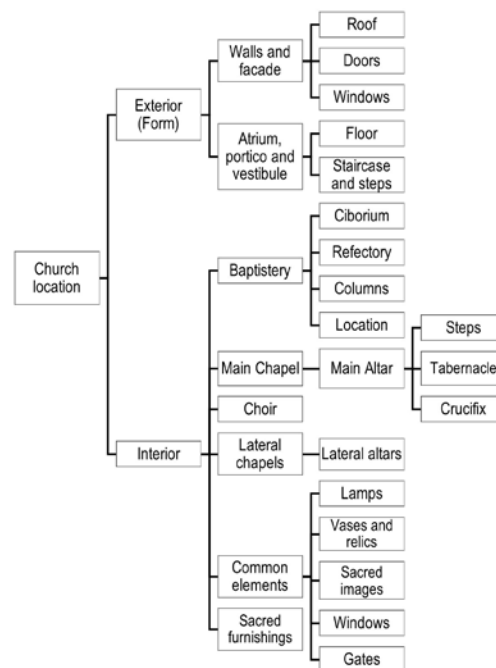 Church
location
Exterior
(Form)
Walls and
facade
Roof
Doors
Windows
Atrium,
portico and
vestibule
Floor
Staircase
and steps
Interior
Baptistery
Ciborium
Refectory
Columns
Location
Main Chapel
Main Altar
Steps
Tabernacle
Crucifix
Choir
Lateral
chapels
Lateral altars
Common
elements
Lamps
Vases and
relics
Sacred
images
Windows
Gates
Sacred
furnishings